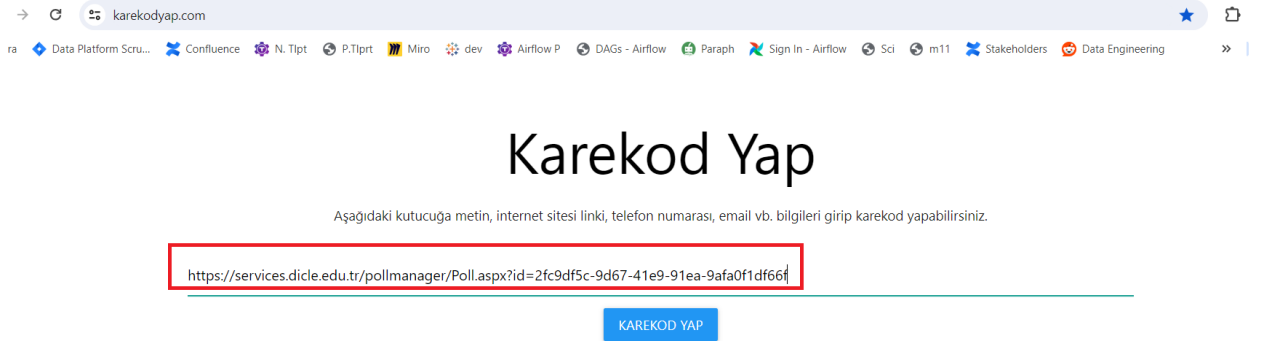 karekodyap.com
ra Data Platform Scru... Confluence N. Tlpt P.Tlprt Miro dev Airflow P DAGs - Airflow Paraph Sign In - Airflow Sci m11 Stakeholders Data Engineering »
Karekod Yap
Aşağıdaki kutucuğa metin, internet sitesi linki, telefon numarası, email vb. bilgileri girip karekod yapabilirsiniz.
https://services.dicle.edu.tr/pollmanager/Poll.aspx?id=2fc9df5c-9d67-41e9-91ea-9afa0f1df66f
KAREKOD YAP